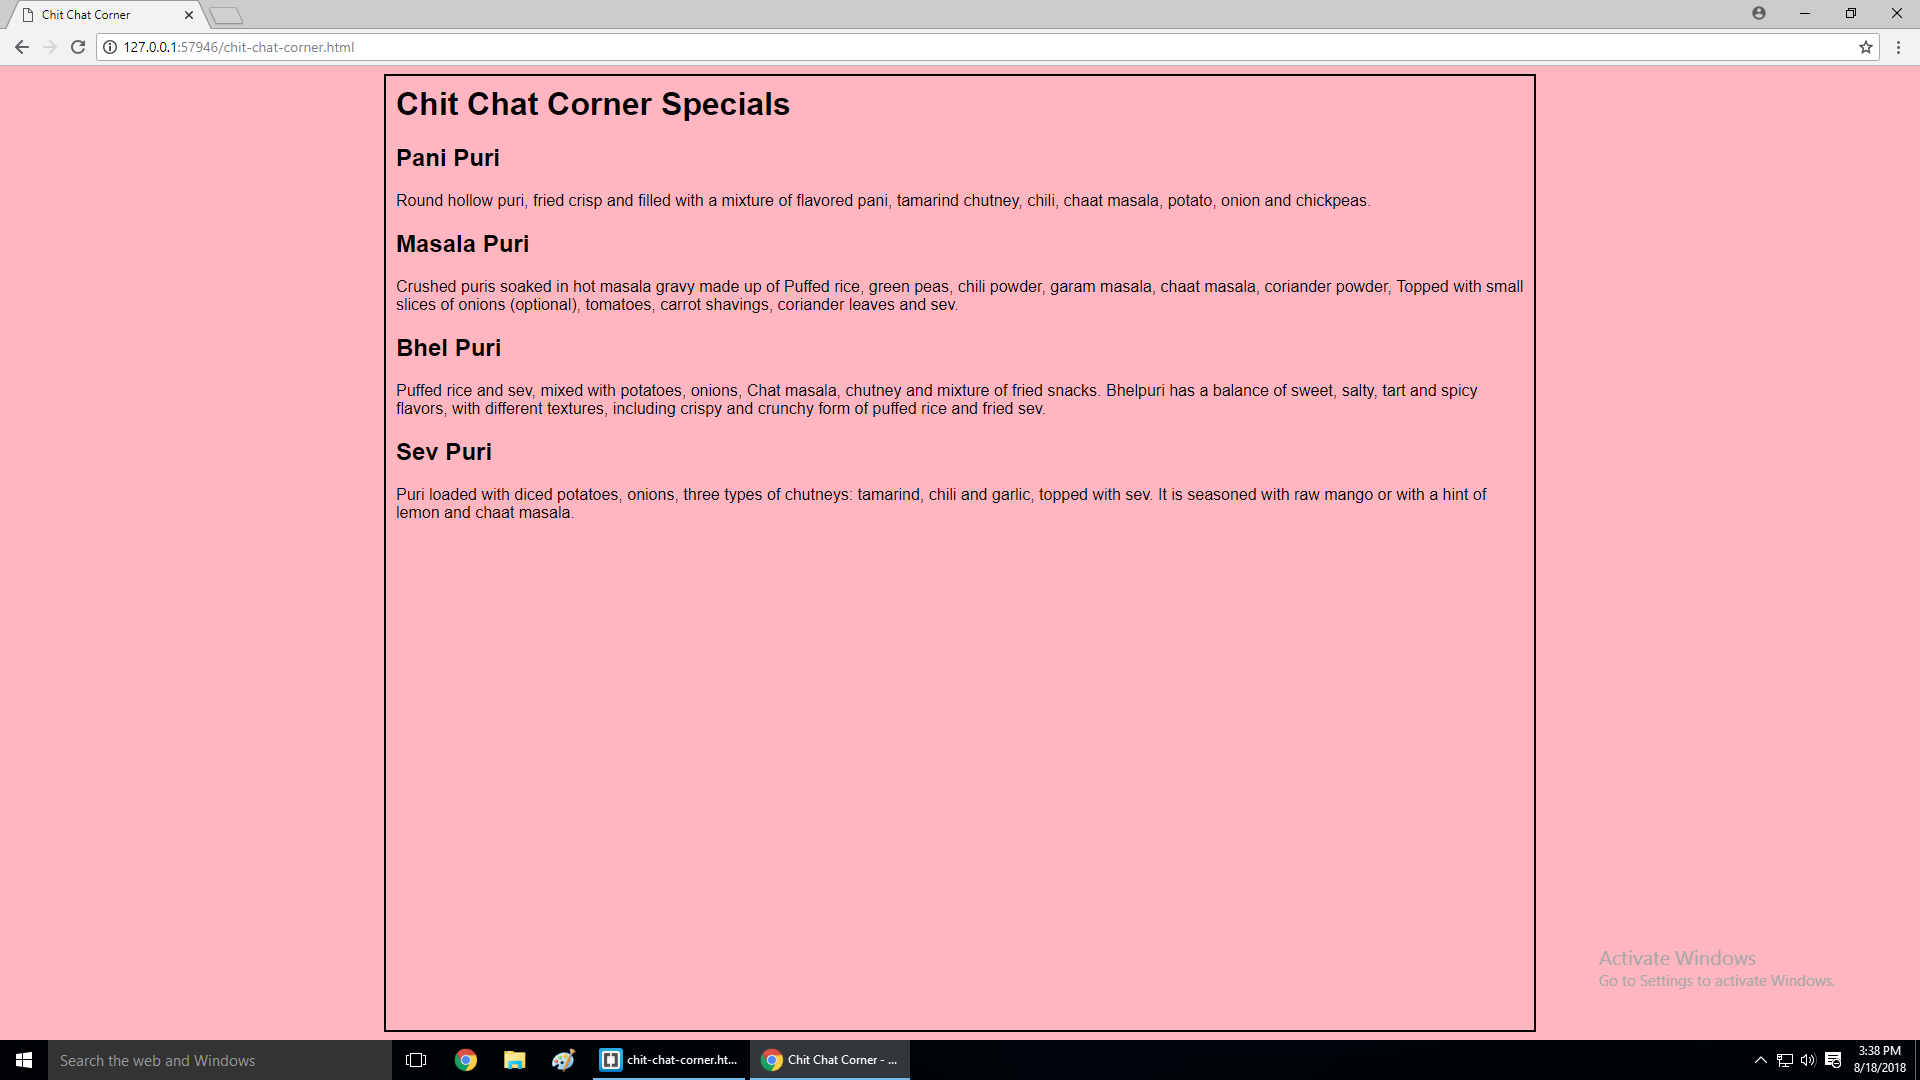 Chit Chat Corner
127.0.0.1:57946/chit-chat-corner.html
Chit Chat Corner Specials
Pani Puri
Round hollow puri, fried crisp and filled with a mixture of flavored pani, tamarind chutney, chili, chaat masala, potato, onion and chickpeas.
Masala Puri
Crushed puris soaked in hot masala gravy made up of Puffed rice, green peas, chili powder, garam masala, chaat masala, coriander powder, Topped with small
slices of onions (optional), tomatoes, carrot shavings, coriander leaves and sev.
Bhel Puri
Puffed rice and sev, mixed with potatoes, onions, Chat masala, chutney and mixture of fried snacks. Bhelpuri has a balance of sweet, salty, tart and spicy
flavors, with different textures, including crispy and crunchy form of puffed rice and fried sev.
Sev Puri
Puri loaded with diced potatoes, onions, three types of chutneys: tamarind, chili and garlic, topped with sev. It is seasoned with raw mango or with a hint of
lemon and chaat masala.
Activate Windows
Go to Settings to activate Windows.
Search the web and Windows
chit-chat-corner.ht...
Chit Chat Corner - ...
3:38 PM
8/18/2018